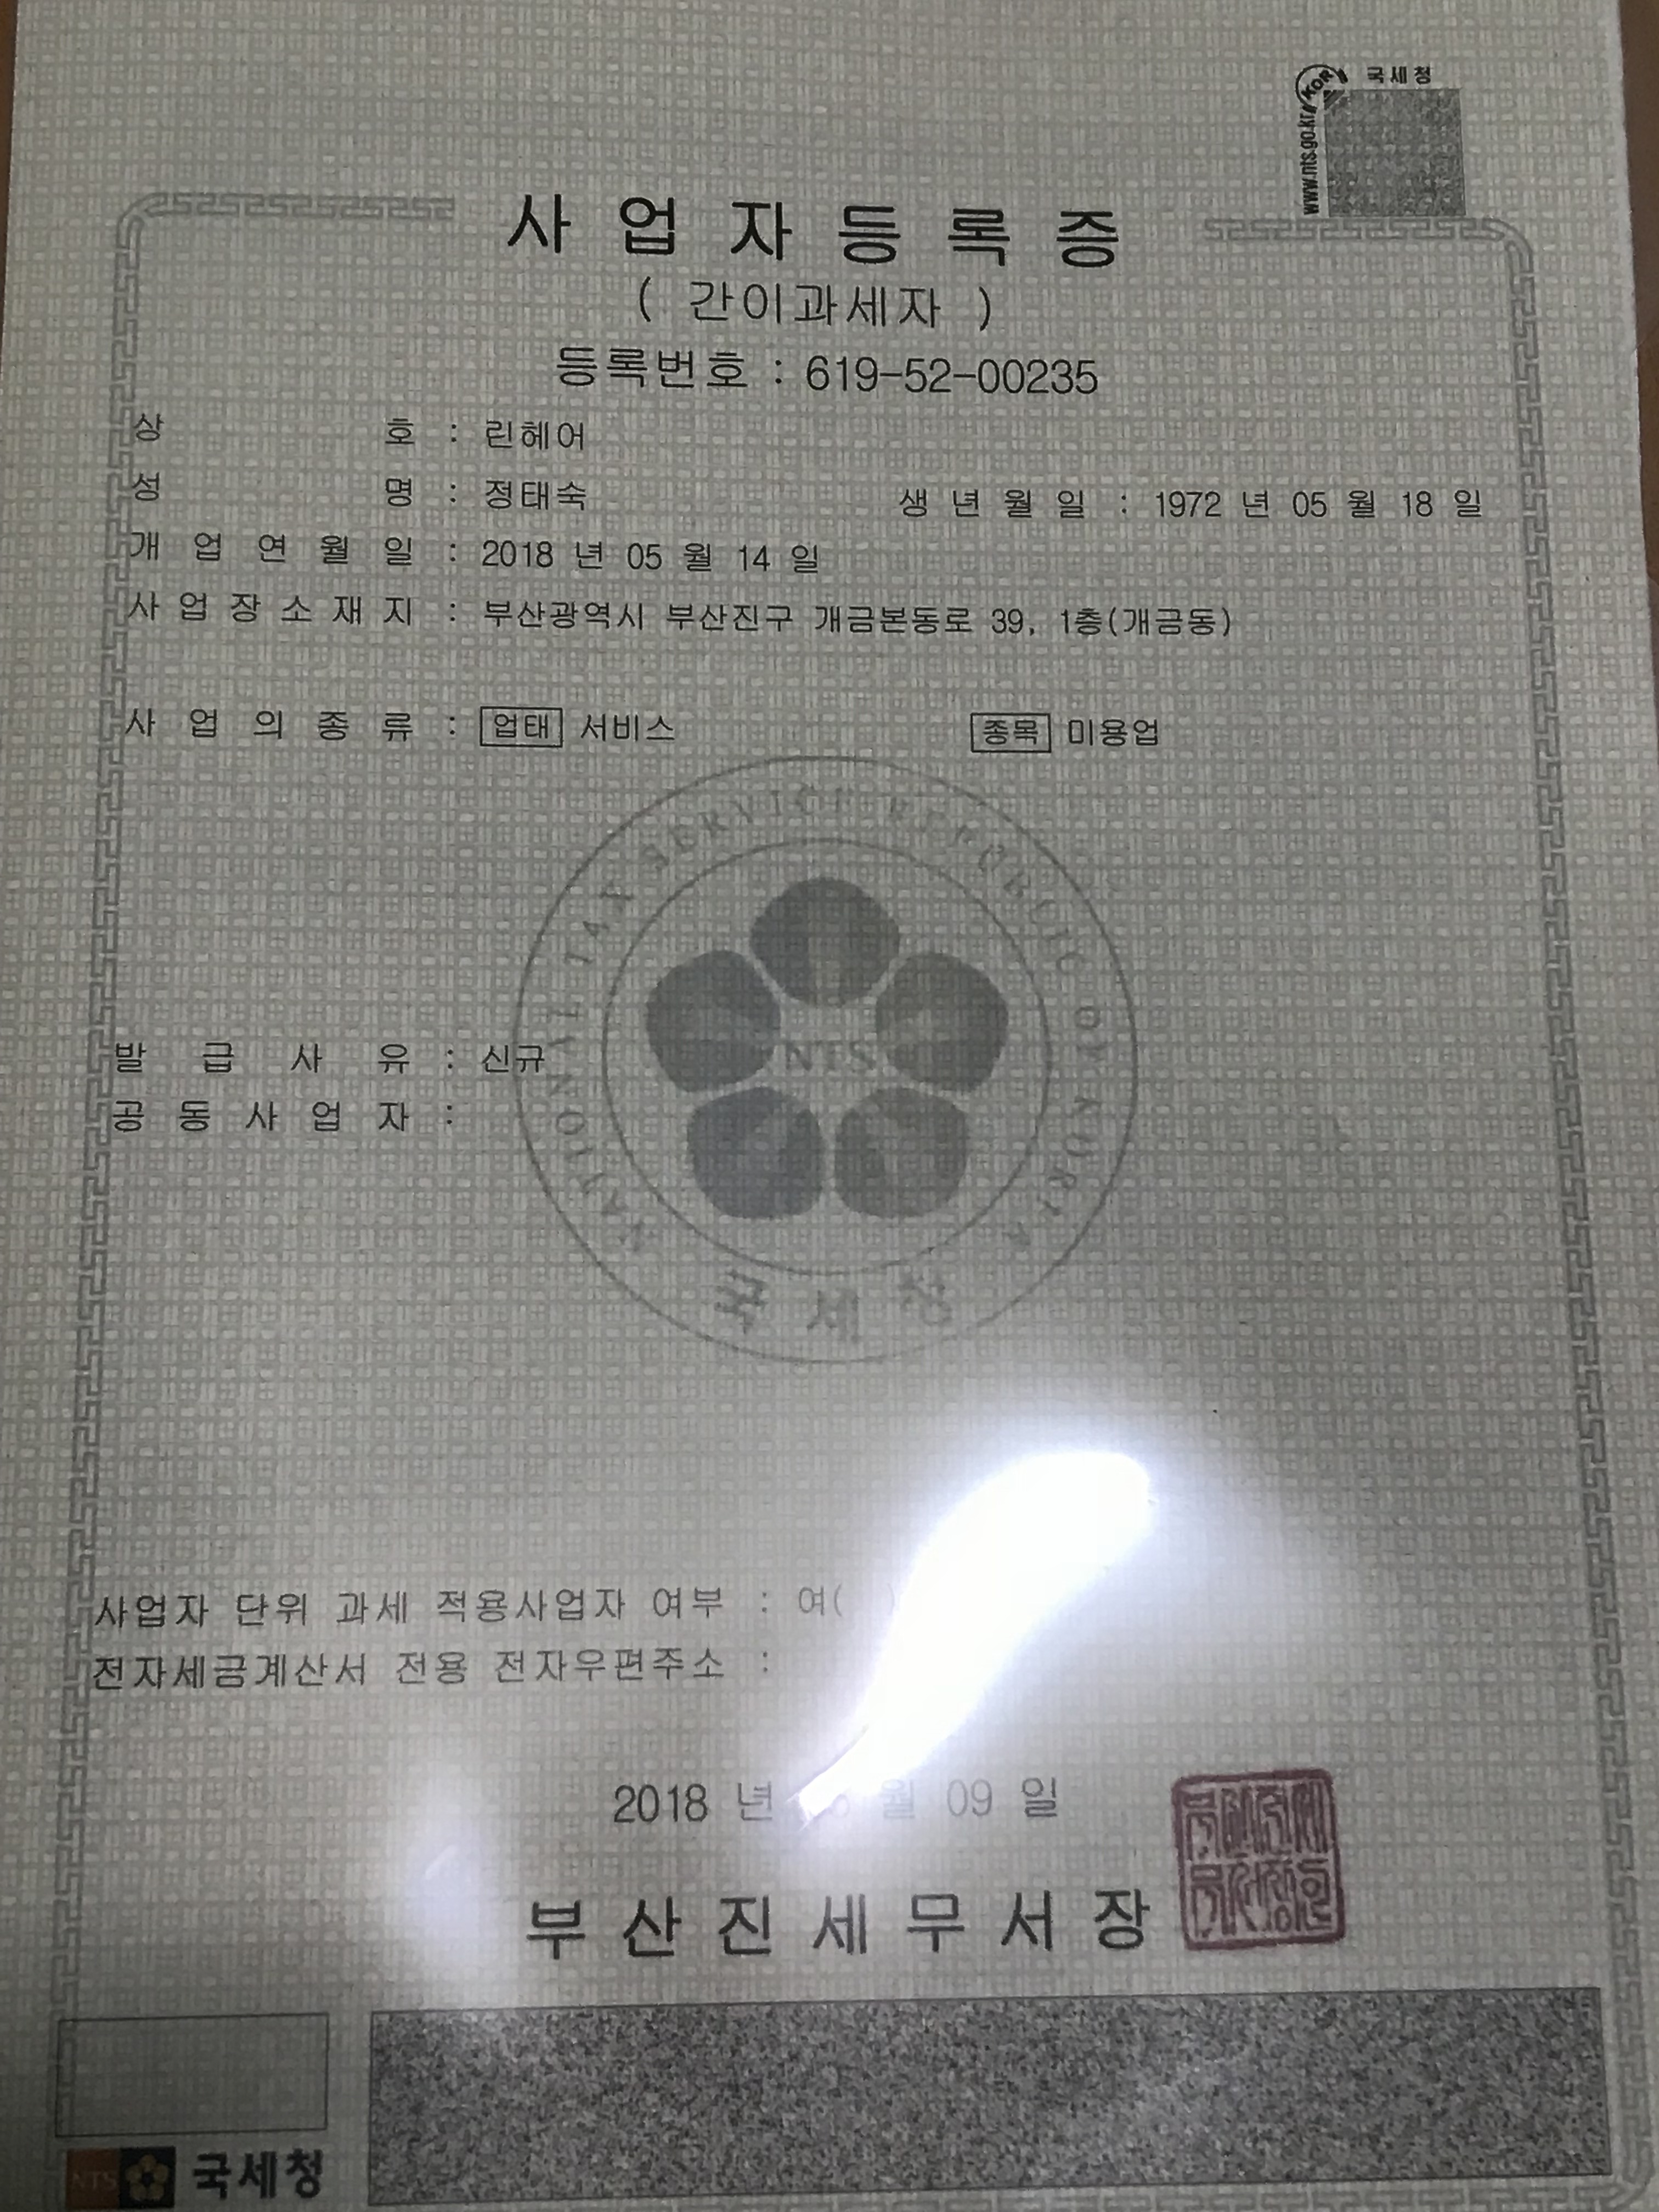 국세청
www.nts.go.kr
사업자등록증
( 간이과세자 )
등록번호 : 619-52-00235
상 호 : 린헤어
성 명 : 정태숙 생년월일 : 1972 년 05 월 18 일
개업연월일 : 2018 년 05 월 14 일
사업장소재지 : 부산광역시 부산진구 개금본동로 39, 1층(개금동)
사업의종류 : 업태 서비스 종목 미용업
NATIONAL TAX SERVICE REPUBLIC OF KOREA
NTS
국세청
발급사유 : 신규
공동사업자 :
사업자 단위 과세 적용사업자 여부 : 여( )
전자세금계산서 전용 전자우편주소 :
2018 년 월 09 일
부산진세무서장
NTS 국세청